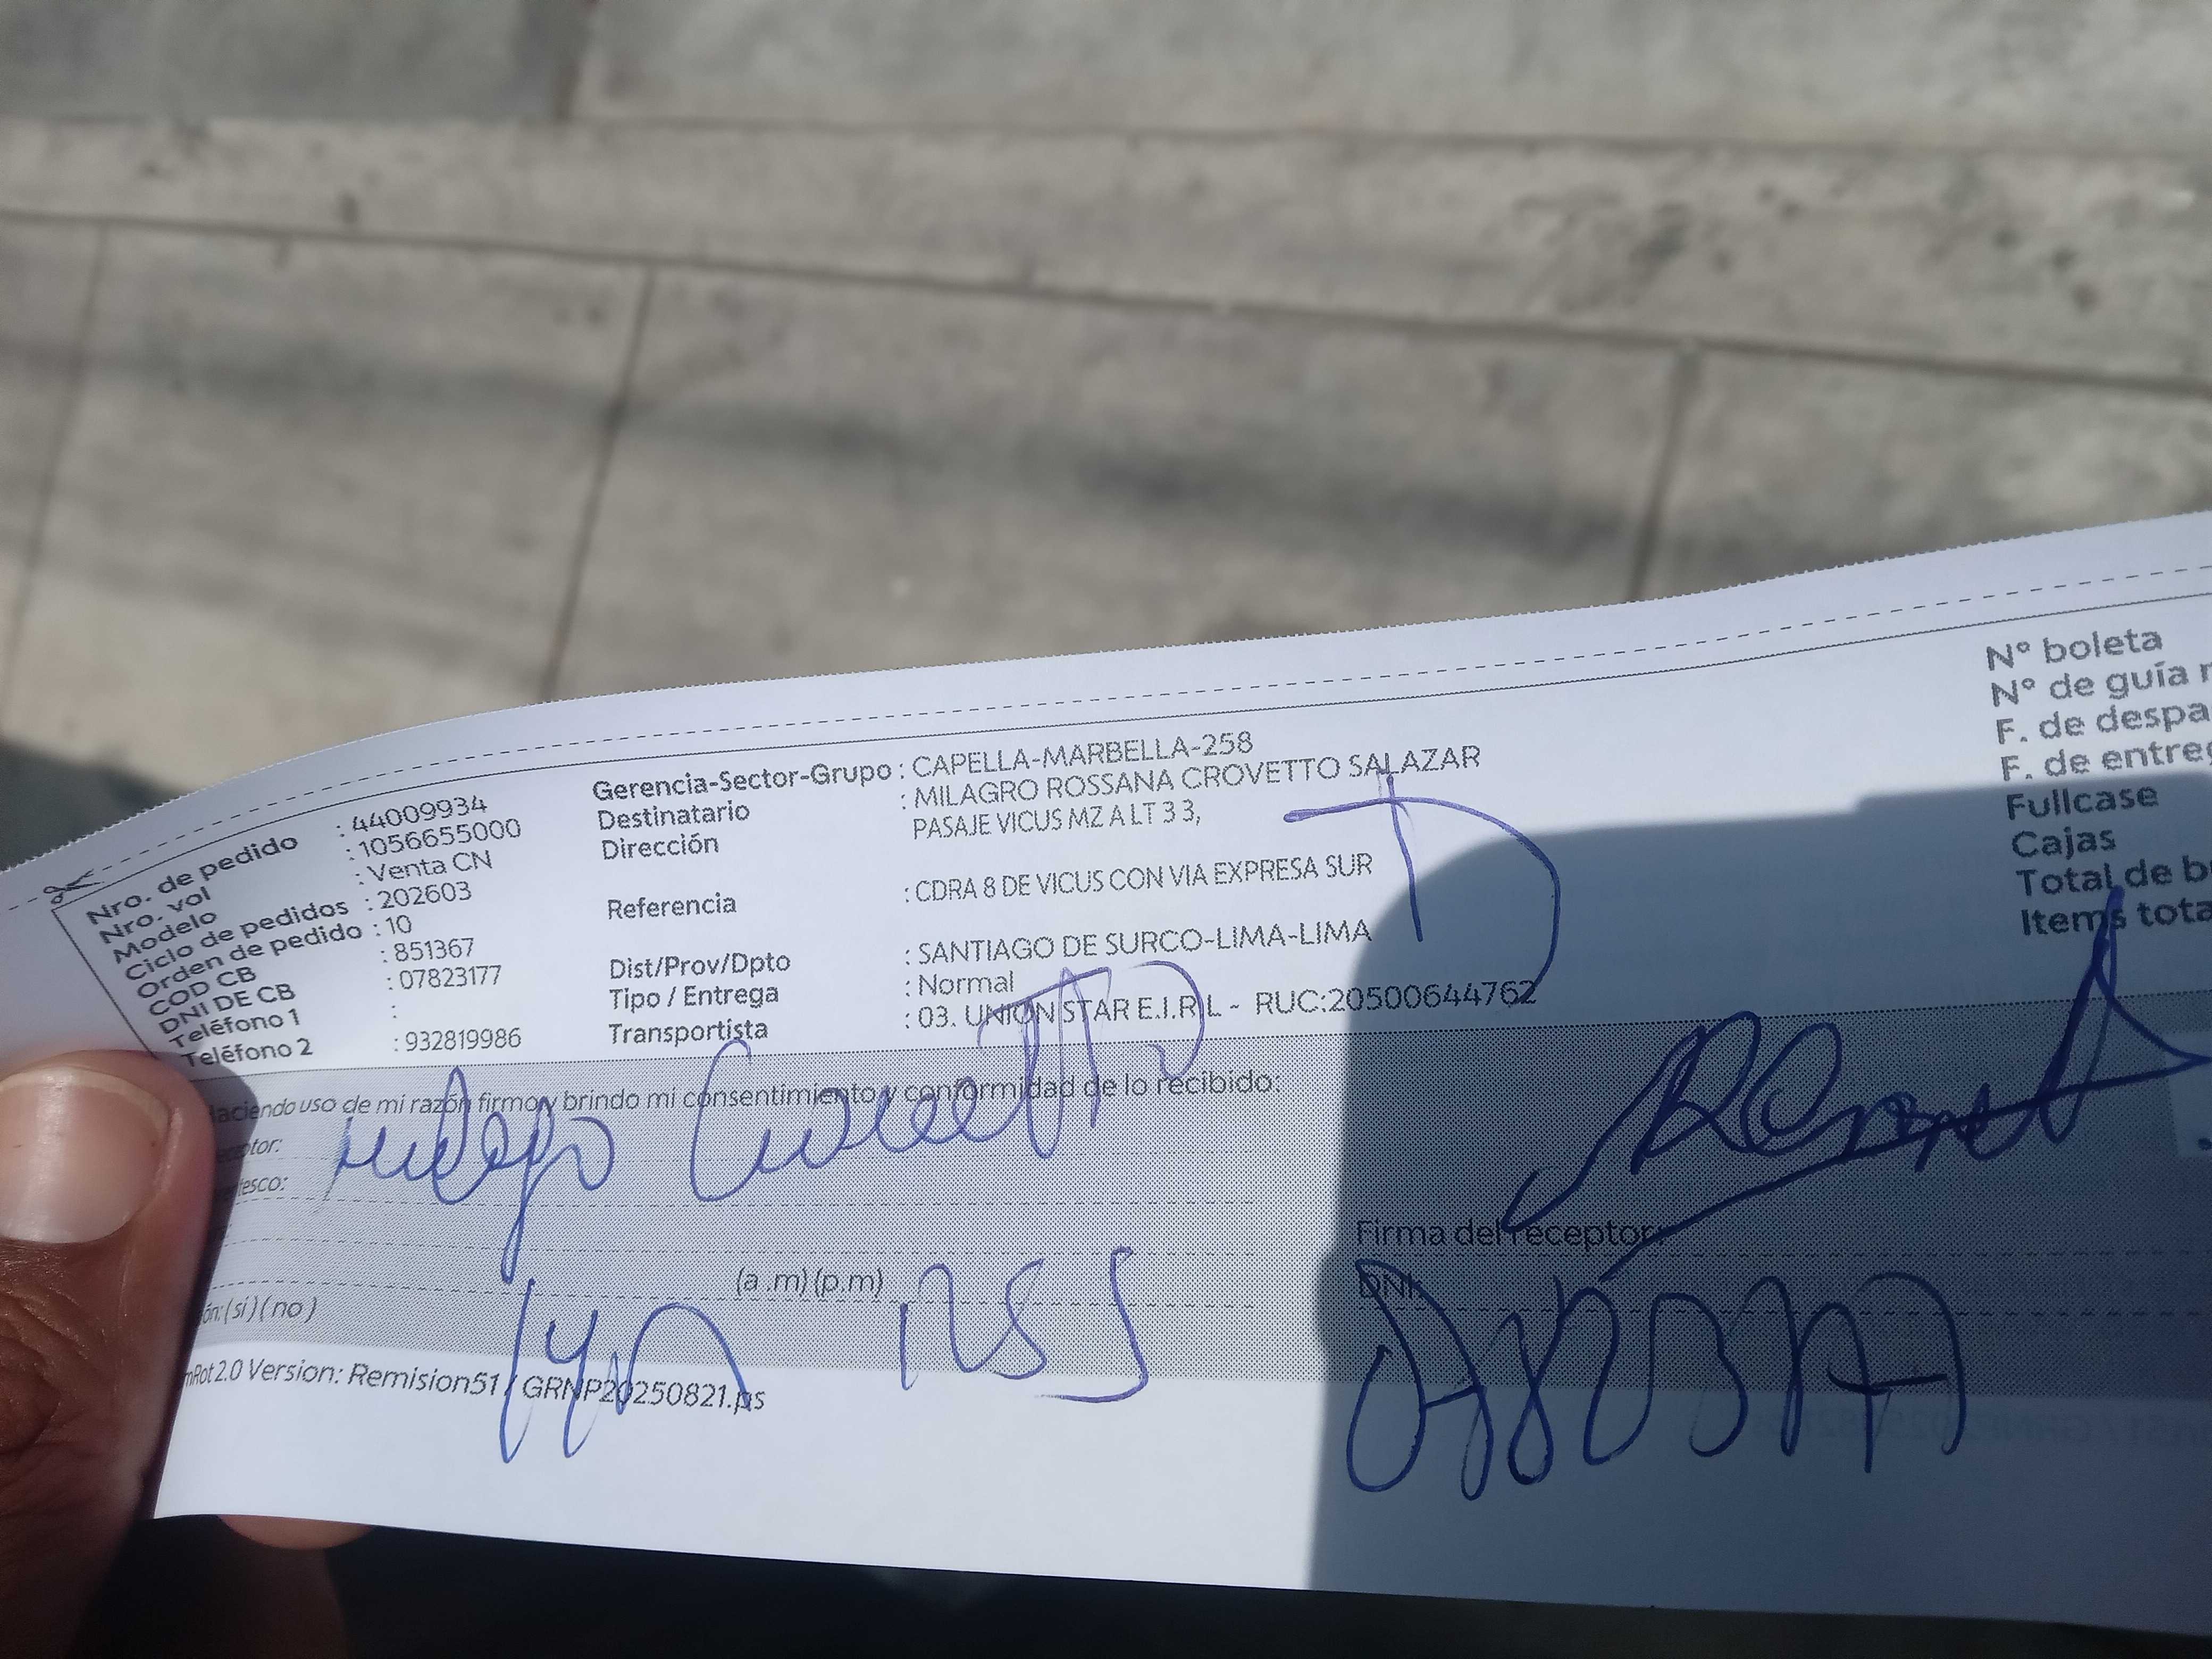 Nro. de pedido : 44009934
Nro. vol : 1056655000
Modelo : Venta CN
Ciclo de pedidos : 202603
Orden de pedido : 10
COD CB : 851367
DNI DE CB : 07823177
Teléfono 1 :
Teléfono 2 : 932819986
Gerencia-Sector-Grupo : CAPELLA-MARBELLA-258
Destinatario : MILAGRO ROSSANA CROVETTO SALAZAR
Dirección PASAJE VICUS MZ A LT 3 3,
Referencia : CDRA 8 DE VICUS CON VIA EXPRESA SUR
Dist/Prov/Dpto : SANTIAGO DE SURCO-LIMA-LIMA
Tipo / Entrega : Normal
Transportista : 03. UNION STAR E.I.R.L - RUC:20500644762
N° boleta
N° de guía r
F. de despa
F. de entreg
Fullcase
Cajas
Total de b
Items tota
Haciendo uso de mi razón firmo y brindo mi consentimiento y conformidad de lo recibido:
eptor:
esco:
Crovetto
(a .m) (p.m)
ón: ( si ) ( no )
Firma del receptor:
DNI:
mRot 2.0 Version: Remision51 / GRNP20250821.ps